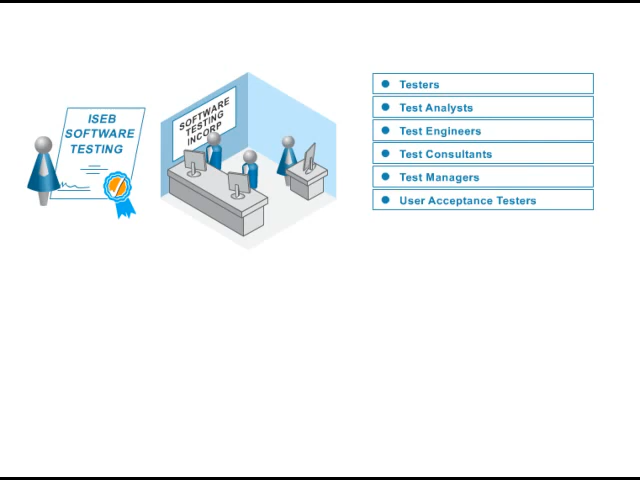 ISEB
SOFTWARE
TESTING
SOFTWARE
TESTING
INCORP
Testers
Test Analysts
Test Engineers
Test Consultants
Test Managers
User Acceptance Testers